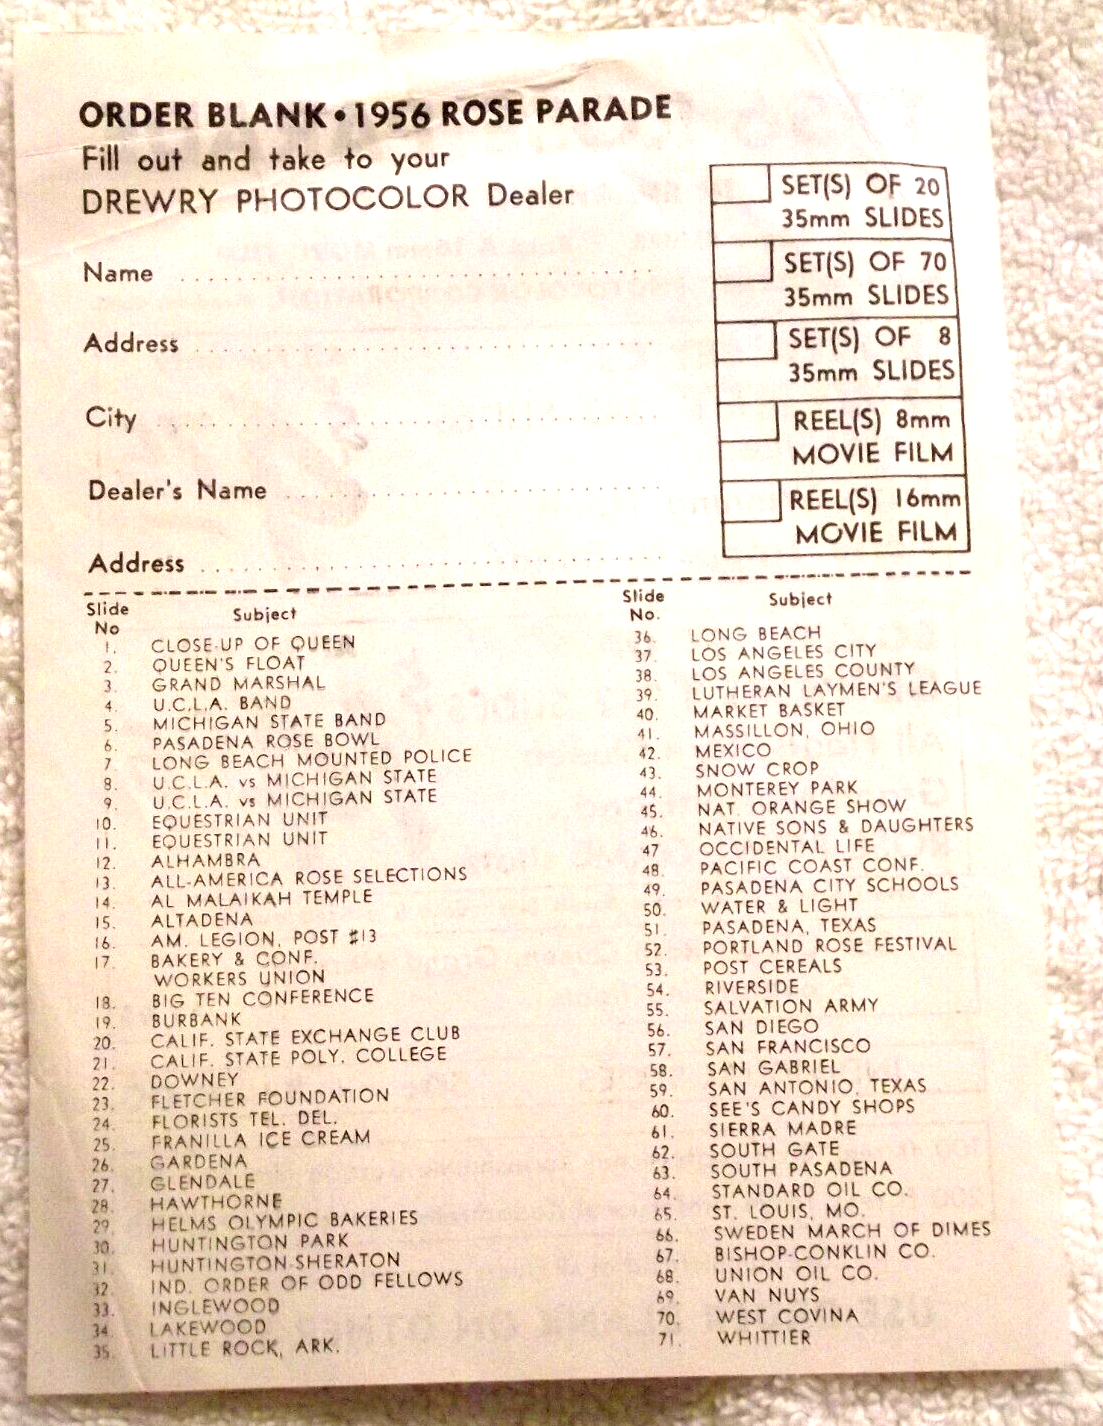 ORDER BLANK • 1956 ROSE PARADE
Fill out and take to your
DREWRY PHOTOCOLOR Dealer
Name
Address
City
Dealer's Name
Address
SET(S) OF 20
35mm SLIDES
SET(S) OF 70
35mm SLIDES
SET(S) OF 8
35mm SLIDES
REEL(S) 8mm
MOVIE FILM
REEL(S) 16mm
MOVIE FILM
Slide
No
Subject
1. CLOSE-UP OF QUEEN
2. QUEEN'S FLOAT
3. GRAND MARSHAL
4. U.C.L.A. BAND
5. MICHIGAN STATE BAND
6. PASADENA ROSE BOWL
7. LONG BEACH MOUNTED POLICE
8. U.C.L.A. vs MICHIGAN STATE
9. U.C.L.A. vs MICHIGAN STATE
10. EQUESTRIAN UNIT
11. EQUESTRIAN UNIT
12. ALHAMBRA
13. ALL-AMERICA ROSE SELECTIONS
14. AL MALAIKAH TEMPLE
15. ALTADENA
16. AM. LEGION, POST #13
17. BAKERY & CONF.
WORKERS UNION
18. BIG TEN CONFERENCE
19. BURBANK
20. CALIF. STATE EXCHANGE CLUB
21. CALIF. STATE POLY. COLLEGE
22. DOWNEY
23. FLETCHER FOUNDATION
24. FLORISTS TEL. DEL.
25. FRANILLA ICE CREAM
26. GARDENA
27. GLENDALE
28. HAWTHORNE
29. HELMS OLYMPIC BAKERIES
30. HUNTINGTON PARK
31. HUNTINGTON-SHERATON
32. IND. ORDER OF ODD FELLOWS
33. INGLEWOOD
34. LAKEWOOD
35. LITTLE ROCK, ARK.
Slide
No.
Subject
36. LONG BEACH
37. LOS ANGELES CITY
38. LOS ANGELES COUNTY
39. LUTHERAN LAYMEN'S LEAGUE
40. MARKET BASKET
41. MASSILLON, OHIO
42. MEXICO
43. SNOW CROP
44. MONTEREY PARK
45. NAT. ORANGE SHOW
46. NATIVE SONS & DAUGHTERS
47 OCCIDENTAL LIFE
48. PACIFIC COAST CONF.
49. PASADENA CITY SCHOOLS
50. WATER & LIGHT
51. PASADENA, TEXAS
52. PORTLAND ROSE FESTIVAL
53. POST CEREALS
54. RIVERSIDE
55. SALVATION ARMY
56. SAN DIEGO
57. SAN FRANCISCO
58. SAN GABRIEL
59. SAN ANTONIO, TEXAS
60. SEE'S CANDY SHOPS
61. SIERRA MADRE
62. SOUTH GATE
63. SOUTH PASADENA
64. STANDARD OIL CO.
65. ST. LOUIS, MO.
66. SWEDEN MARCH OF DIMES
67. BISHOP-CONKLIN CO.
68. UNION OIL CO.
69. VAN NUYS
70. WEST COVINA
71. WHITTIER